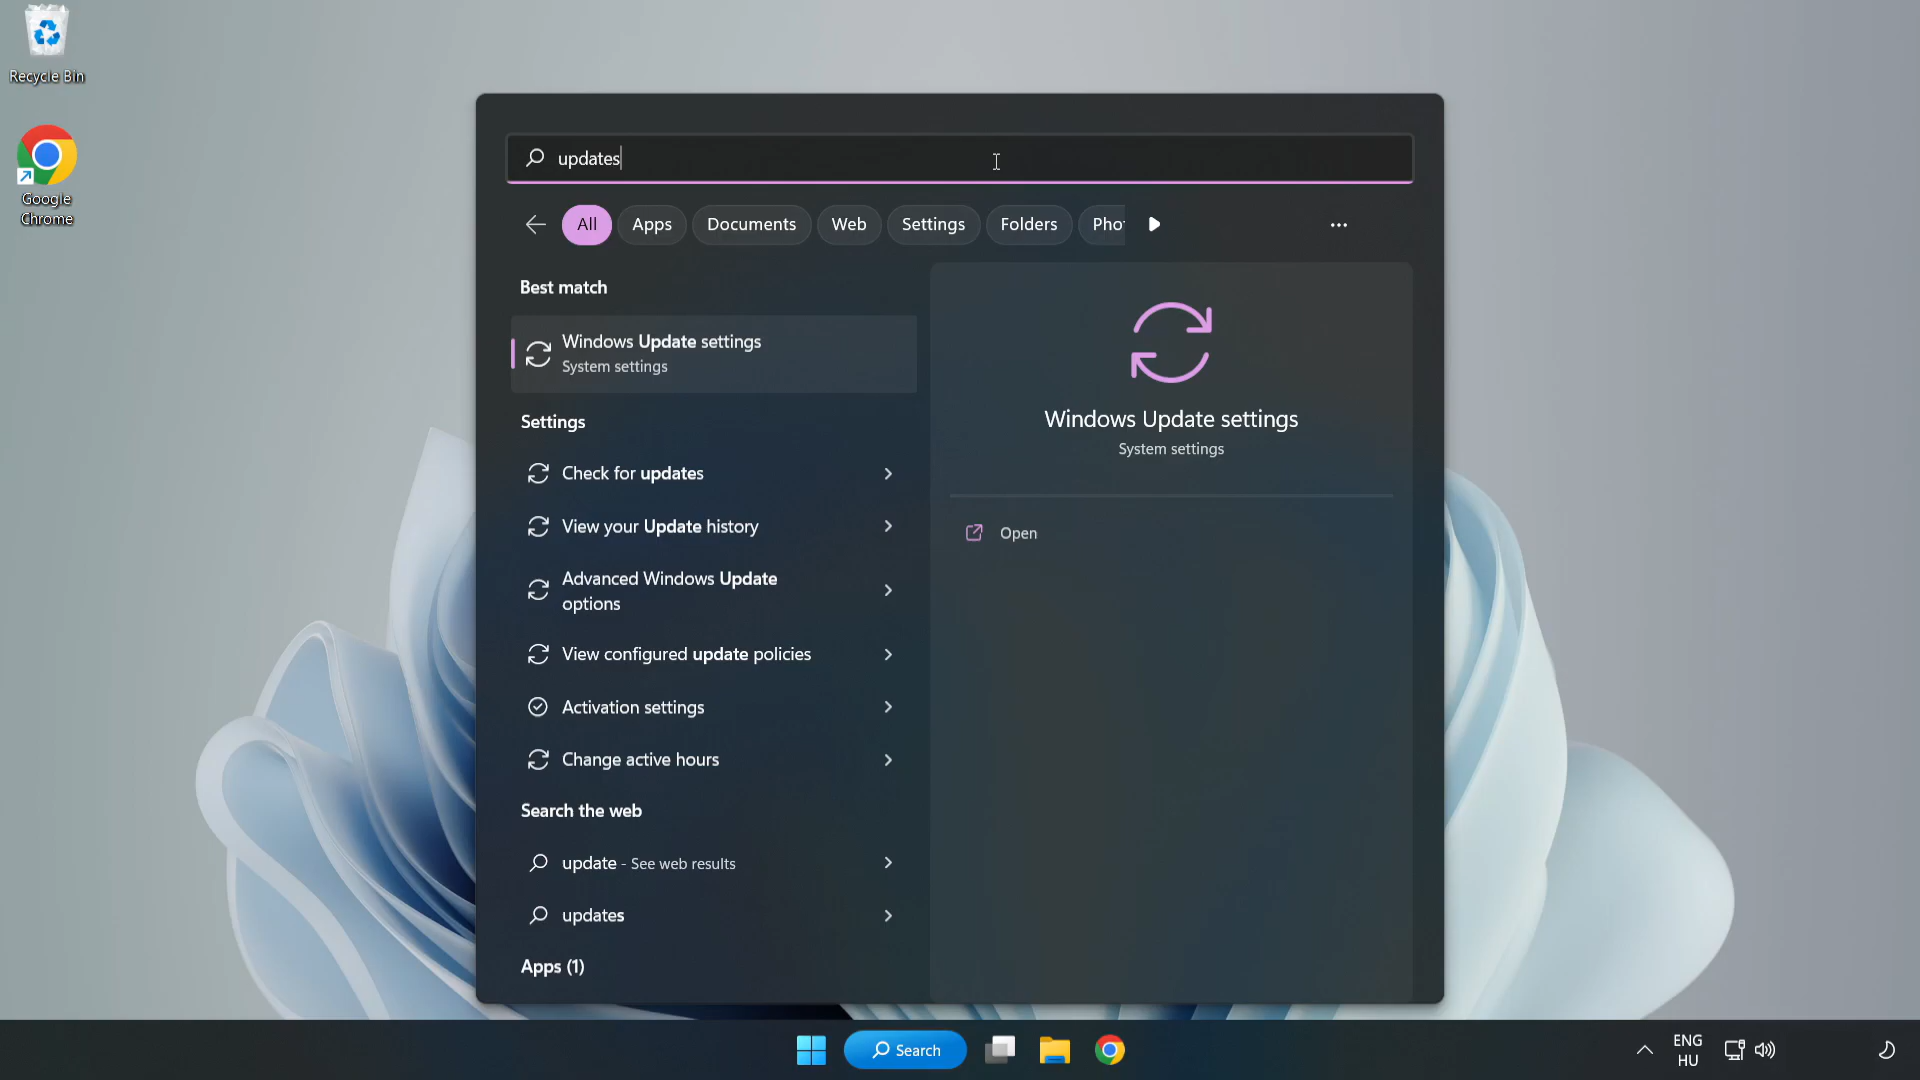 Recycle Bin
Google
Chrome
updates
All
Apps
Documents
Web
Settings
Folders
Pho
Best match
Windows Update settings
System settings
Settings
Check for updates
View your Update history
Advanced Windows Update
options
View configured update policies
Activation settings
Change active hours
Search the web
update - See web results
updates
Apps (1)
Windows Update settings
System settings
Open
Search
ENG
HU